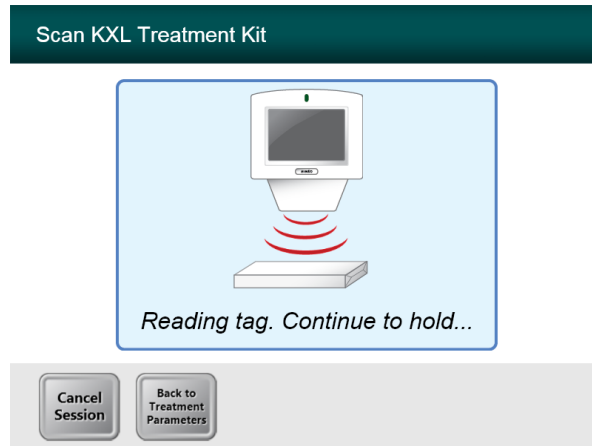 Scan KXL Treatment Kit
Reading tag. Continue to hold...
Cancel
Session
Back to
Treatment
Parameters